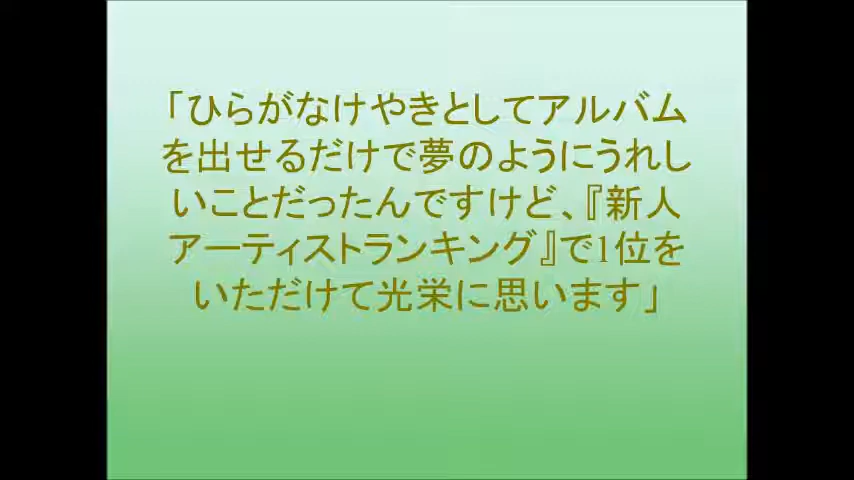 「ひらがなけやきとしてアルバム
を出せるだけで夢のようにうれし
いことだったんですけど、『新人
アーティストランキング』で1位を
いただけて光栄に思います」